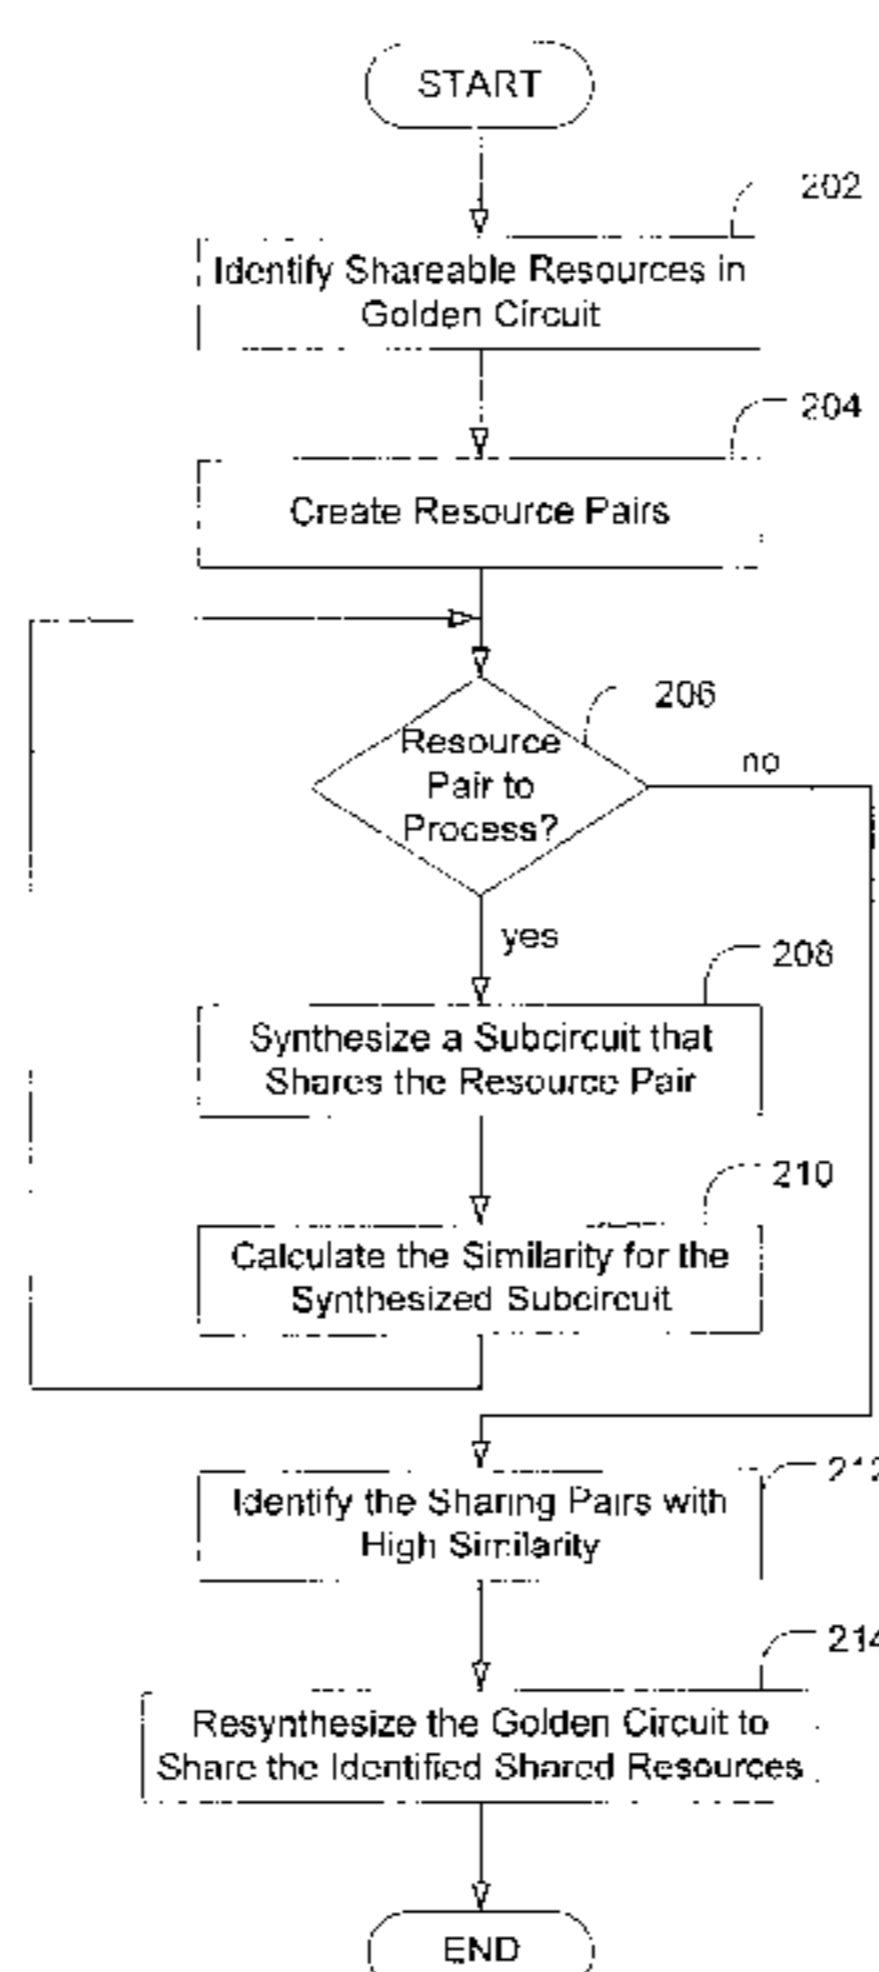 START
202
Identify Shareable Resources in
Golden Circuit
204
Create Resource Pairs
206
Resource
Pair to
Process?
no
yes
208
Synthesize a Subcircuit that
Shares the Resource Pair
210
Calculate the Similarity for the
Synthesized Subcircuit
212
Identify the Sharing Pairs with
High Similarity
214
Resynthesize the Golden Circuit to
Share the Identified Shared Resources
END